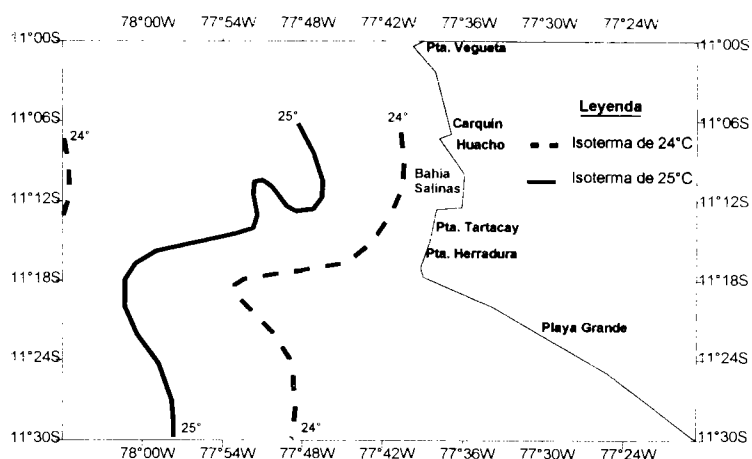 78°00W 77°54W 77°48W 77°42W 77°36W 77°30W 77°24W
11°00S 11°00S
Pta. Vegueta
11°06S 11°06S
24° 25° 24°
Leyenda
Carquín
Huacho
Isoterma de 24°C
Bahía
Salinas
Isoterma de 25°C
11°12S 11°12S
Pta. Tartacay
Pta. Herradura
11°18S 11°18S
Playa Grande
11°24S 11°24S
25° 24°
11°30S 11°30S
78°00W 77°54W 77°48W 77°42W 77°36W 77°30W 77°24W